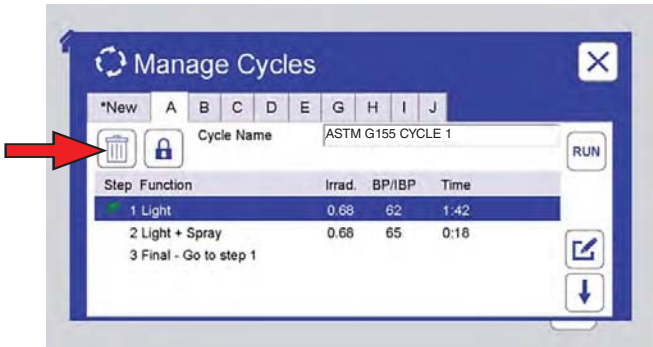 Manage Cycles
*New A B C D E G H I J
Cycle Name ASTM G155 CYCLE 1
RUN
Step Function Irrad. BP/IBP Time
1 Light 0.68 62 1:42
2 Light + Spray 0.68 65 0:18
3 Final - Go to step 1